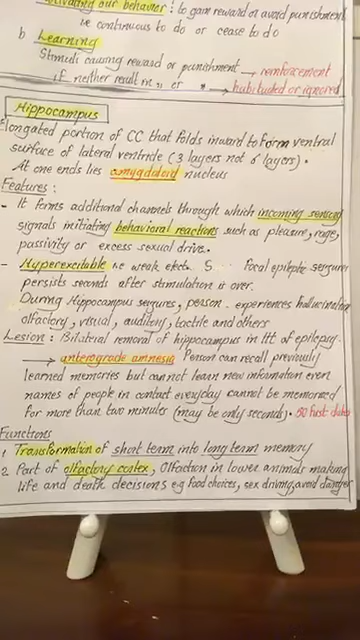 our behavior: to gain reward or avoid punishment
ie continuous to do or cease to do
b Learning
Stimuli causing reward or punishment → reinforcement
if neither result in ,, or → habituated or ignored
Hippocampus
Elongated portion of CC that folds inward to form ventral
surface of lateral ventricle (3 layers not 6 layers).
At one ends lies amygdaloid nucleus
Features:
- It forms additional channels through which incoming sensory
signals initiating behavioral reactions such as pleasure, rage,
passivity or excess sexual drive.
- Hyperexcitable ie weak elect. S Focal epileptic seizures
persists seconds after stimulation is over.
During Hippocampus seizures, person experiences hallucination
olfactory, visual, auditory, tactile and others
Lesion: Bilateral removal of hippocampus in ttt of epilepsy
→ anterograde amnesia Person can recall previously
learned memories but cannot learn new information even
names of people in contact everyday cannot be memorized
for more than two minutes (may be only seconds). 50 first dates
Functions
1 Transformation of short term into long term memory
2 Part of olfactory cortex, Olfaction in lower animals making
life and death decisions e.g food choices, sex driving, avoid danger